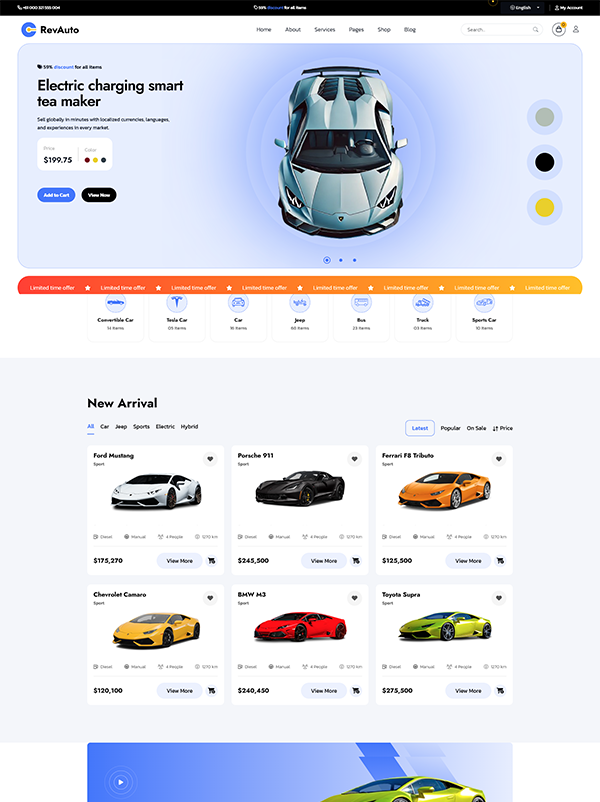 +61 000 321 555 004
59% discount for all items
English
My Account
RevAuto
Home About Services Pages Shop Blog
Search...
0
59% discount for all items
Electric charging smart
tea maker
Sell globally in minutes with localized currencies, languages,
and experiences in every market.
Price
Color
$199.75
Add to Cart
View Now
Limited time offer Limited time offer Limited time offer Limited time offer Limited time offer Limited time offer Limited time offer Limited time offer
Convertible Car Tesla Car Car Jeep Bus Truck Sports Car
14 Items 05 Items 18 Items 60 Items 23 Items 03 Items 10 Items
New Arrival
All Car Jeep Sports Electric Hybrid
Latest Popular On Sale Price
Ford Mustang Porsche 911 Ferrari F8 Tributo
Sport Sport Sport
Diesel Manual 4 People 1270 km Diesel Manual 4 People 1270 km Diesel Manual 4 People 1270 km
$175,270 View More $245,500 View More $125,500 View More
Chevrolet Camaro BMW M3 Toyota Supra
Sport Sport Sport
Diesel Manual 4 People 1270 km Diesel Manual 4 People 1270 km Diesel Manual 4 People 1270 km
$120,100 View More $240,450 View More $275,500 View More